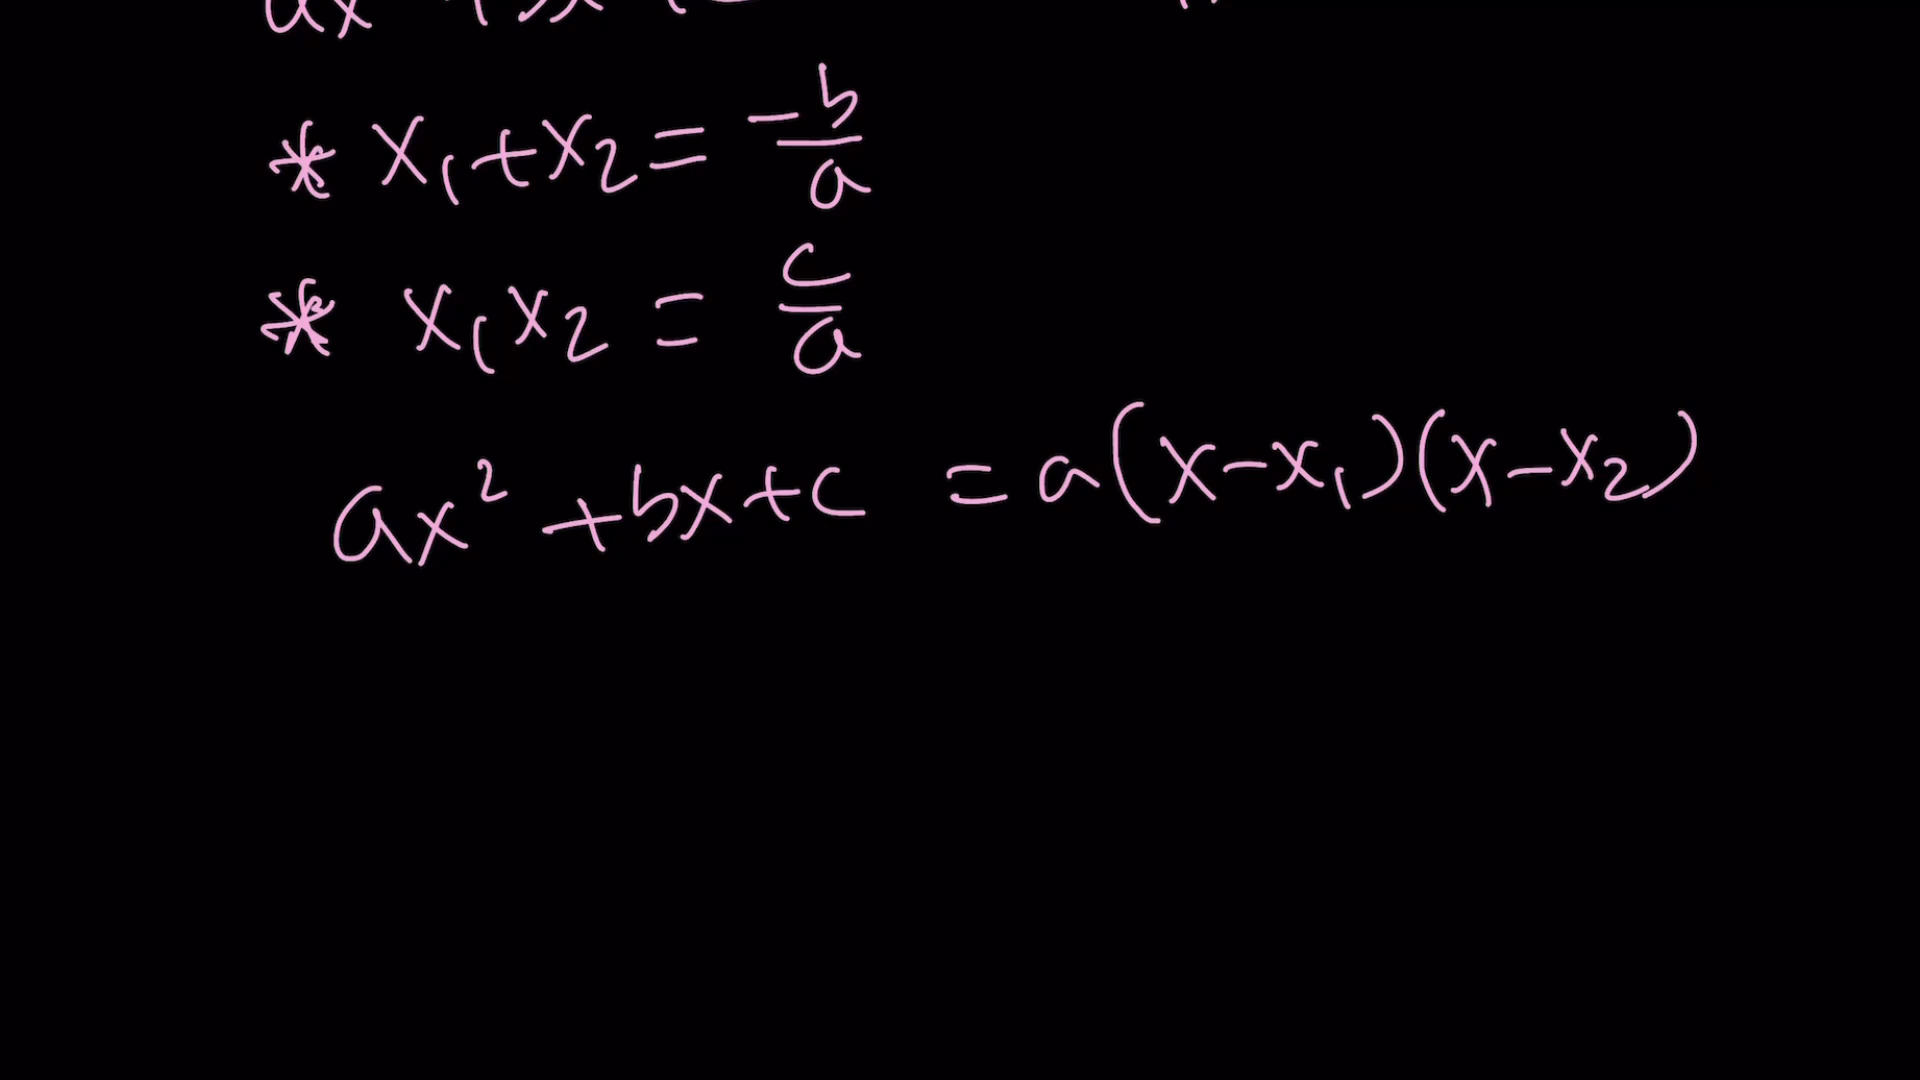 * x₁+x₂ = -b/a
* x₁x₂ = c/a
ax² +bx+c = a(x-x₁)(x-x₂)